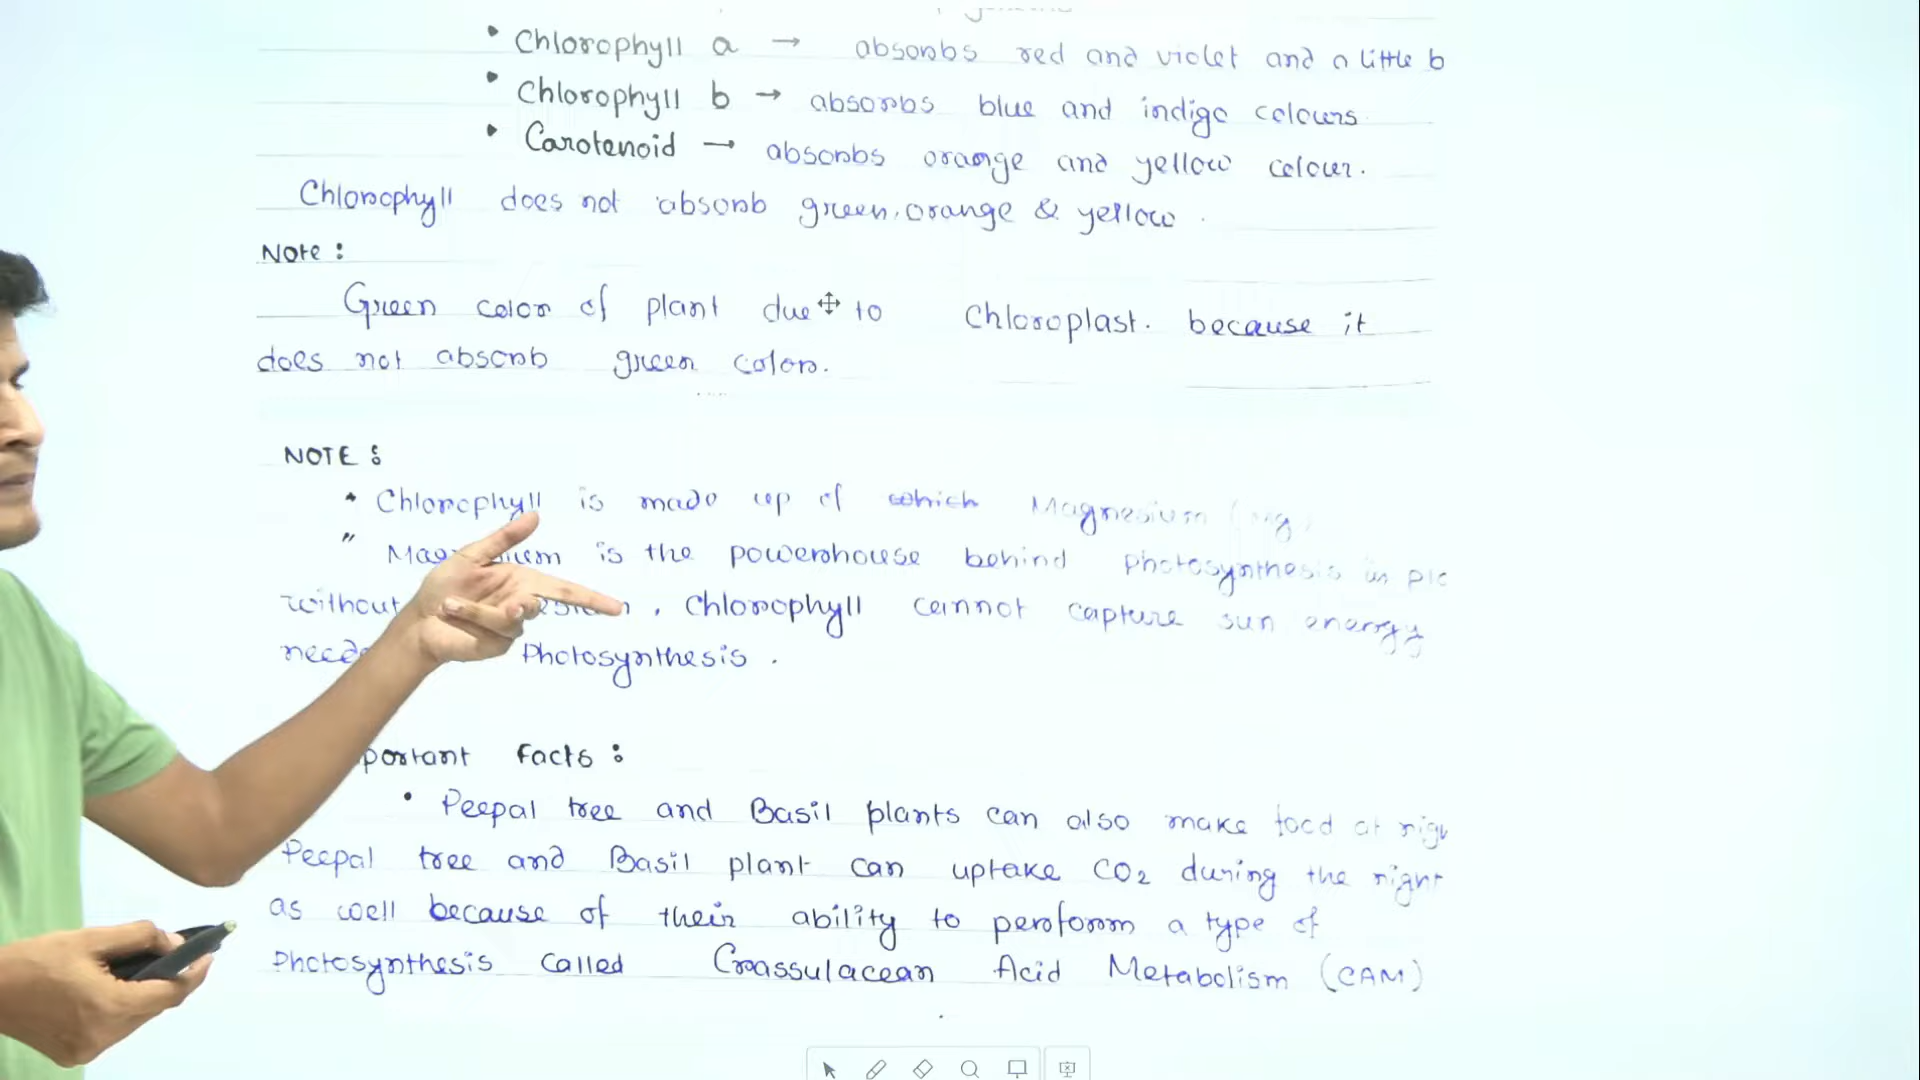 Chlorophyll a → absorbs red and violet and a little b
Chlorophyll b → absorbs blue and indigo colours.
Carotenoid → absorbs orange and yellow colour.
Chlorophyll does not absorb green, orange & yellow.
Note :
Green color of plant due to Chloroplast. because it
does not absorb green color.
NOTE :
Chlorophyll is made up of which Magnesium (Mg)
" is the powerhouse behind Photosynthesis in
without , Chlorophyll cannot capture sun energy
Photosynthesis.
Facts :
Peepal tree and Basil plants can also make food at
Peepal tree and Basil plant can uptake CO2 during the night
as well because of their ability to perform a type of
Photosynthesis called Crassulacean Acid Metabolism (CAM)